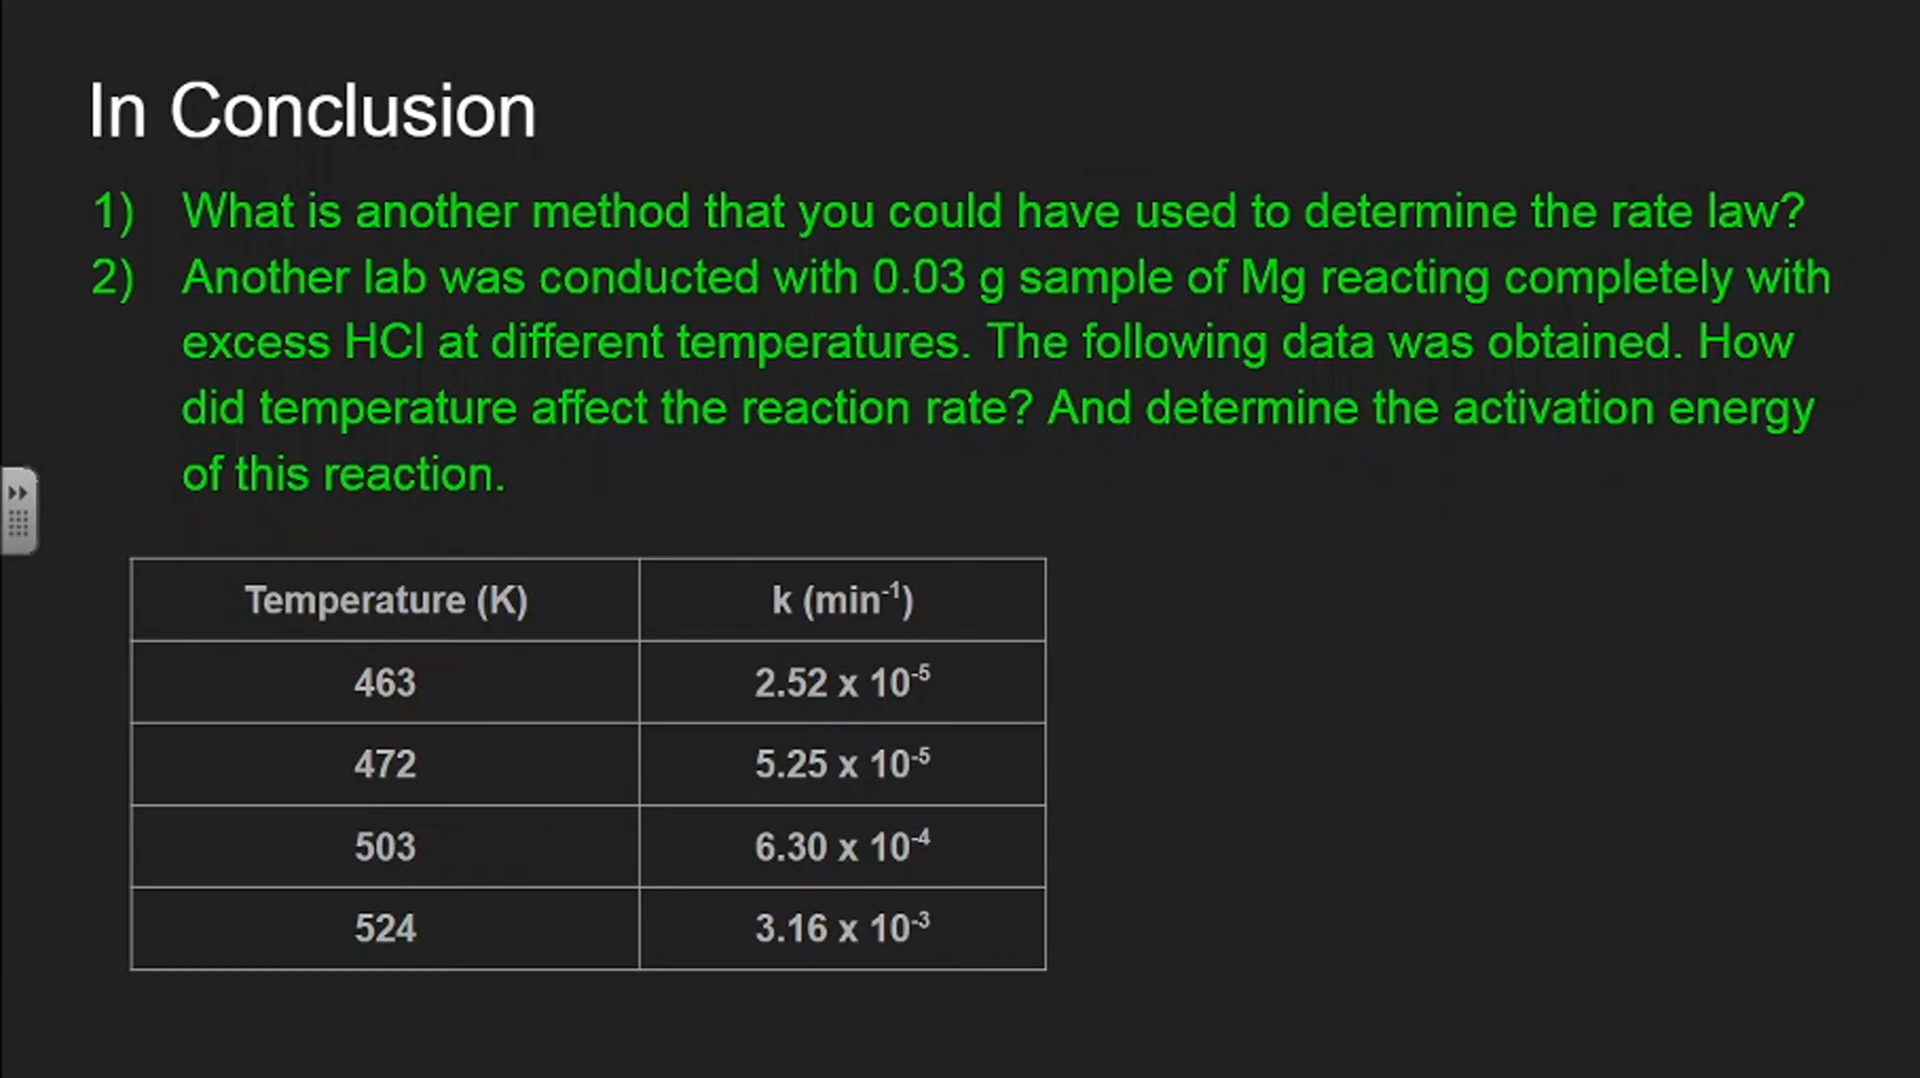 In Conclusion
1) What is another method that you could have used to determine the rate law?
2) Another lab was conducted with 0.03 g sample of Mg reacting completely with
excess HCl at different temperatures. The following data was obtained. How
did temperature affect the reaction rate? And determine the activation energy
of this reaction.
Temperature (K) k (min⁻¹)
463 2.52 x 10⁻⁵
472 5.25 x 10⁻⁵
503 6.30 x 10⁻⁴
524 3.16 x 10⁻³